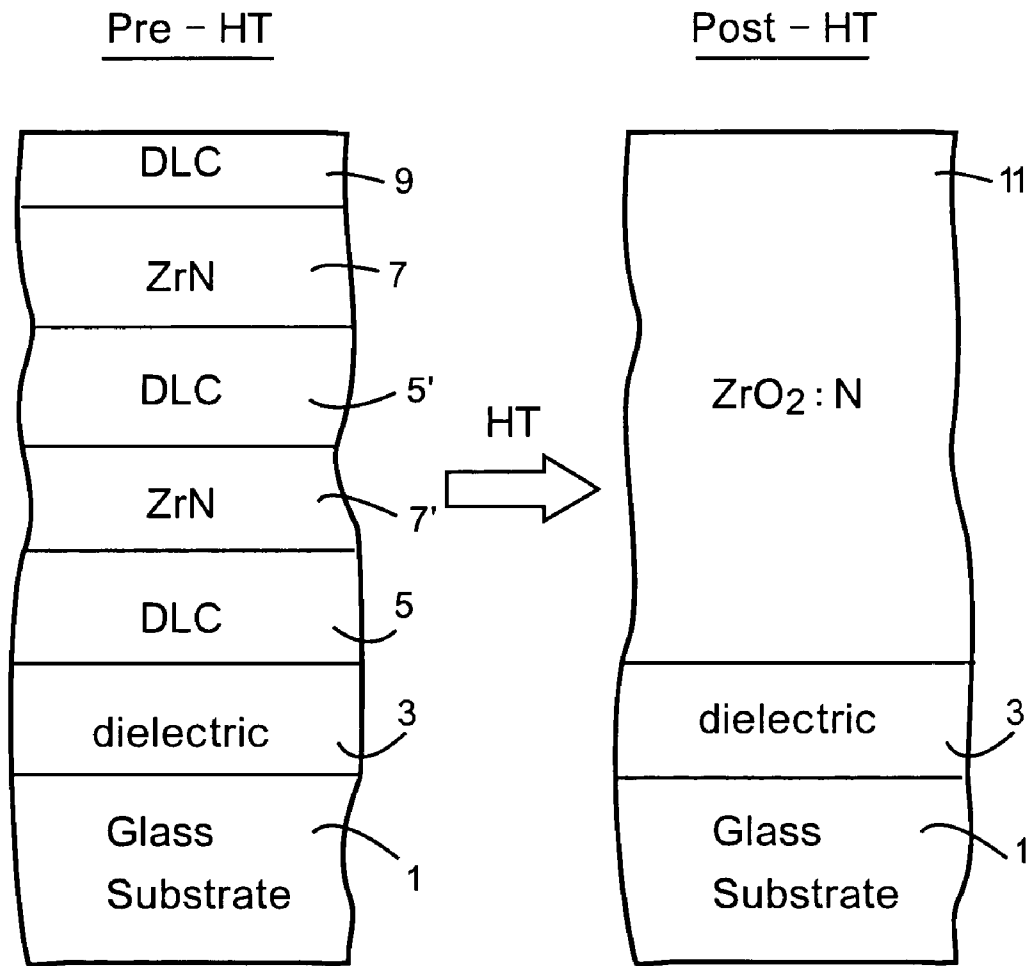 Pre – HT
DLC
9
ZrN
7
DLC
5'
ZrN
7'
DLC
5
dielectric
3
Glass
Substrate
1
HT
Post – HT
11
ZrO₂ : N
dielectric
3
Glass
Substrate
1